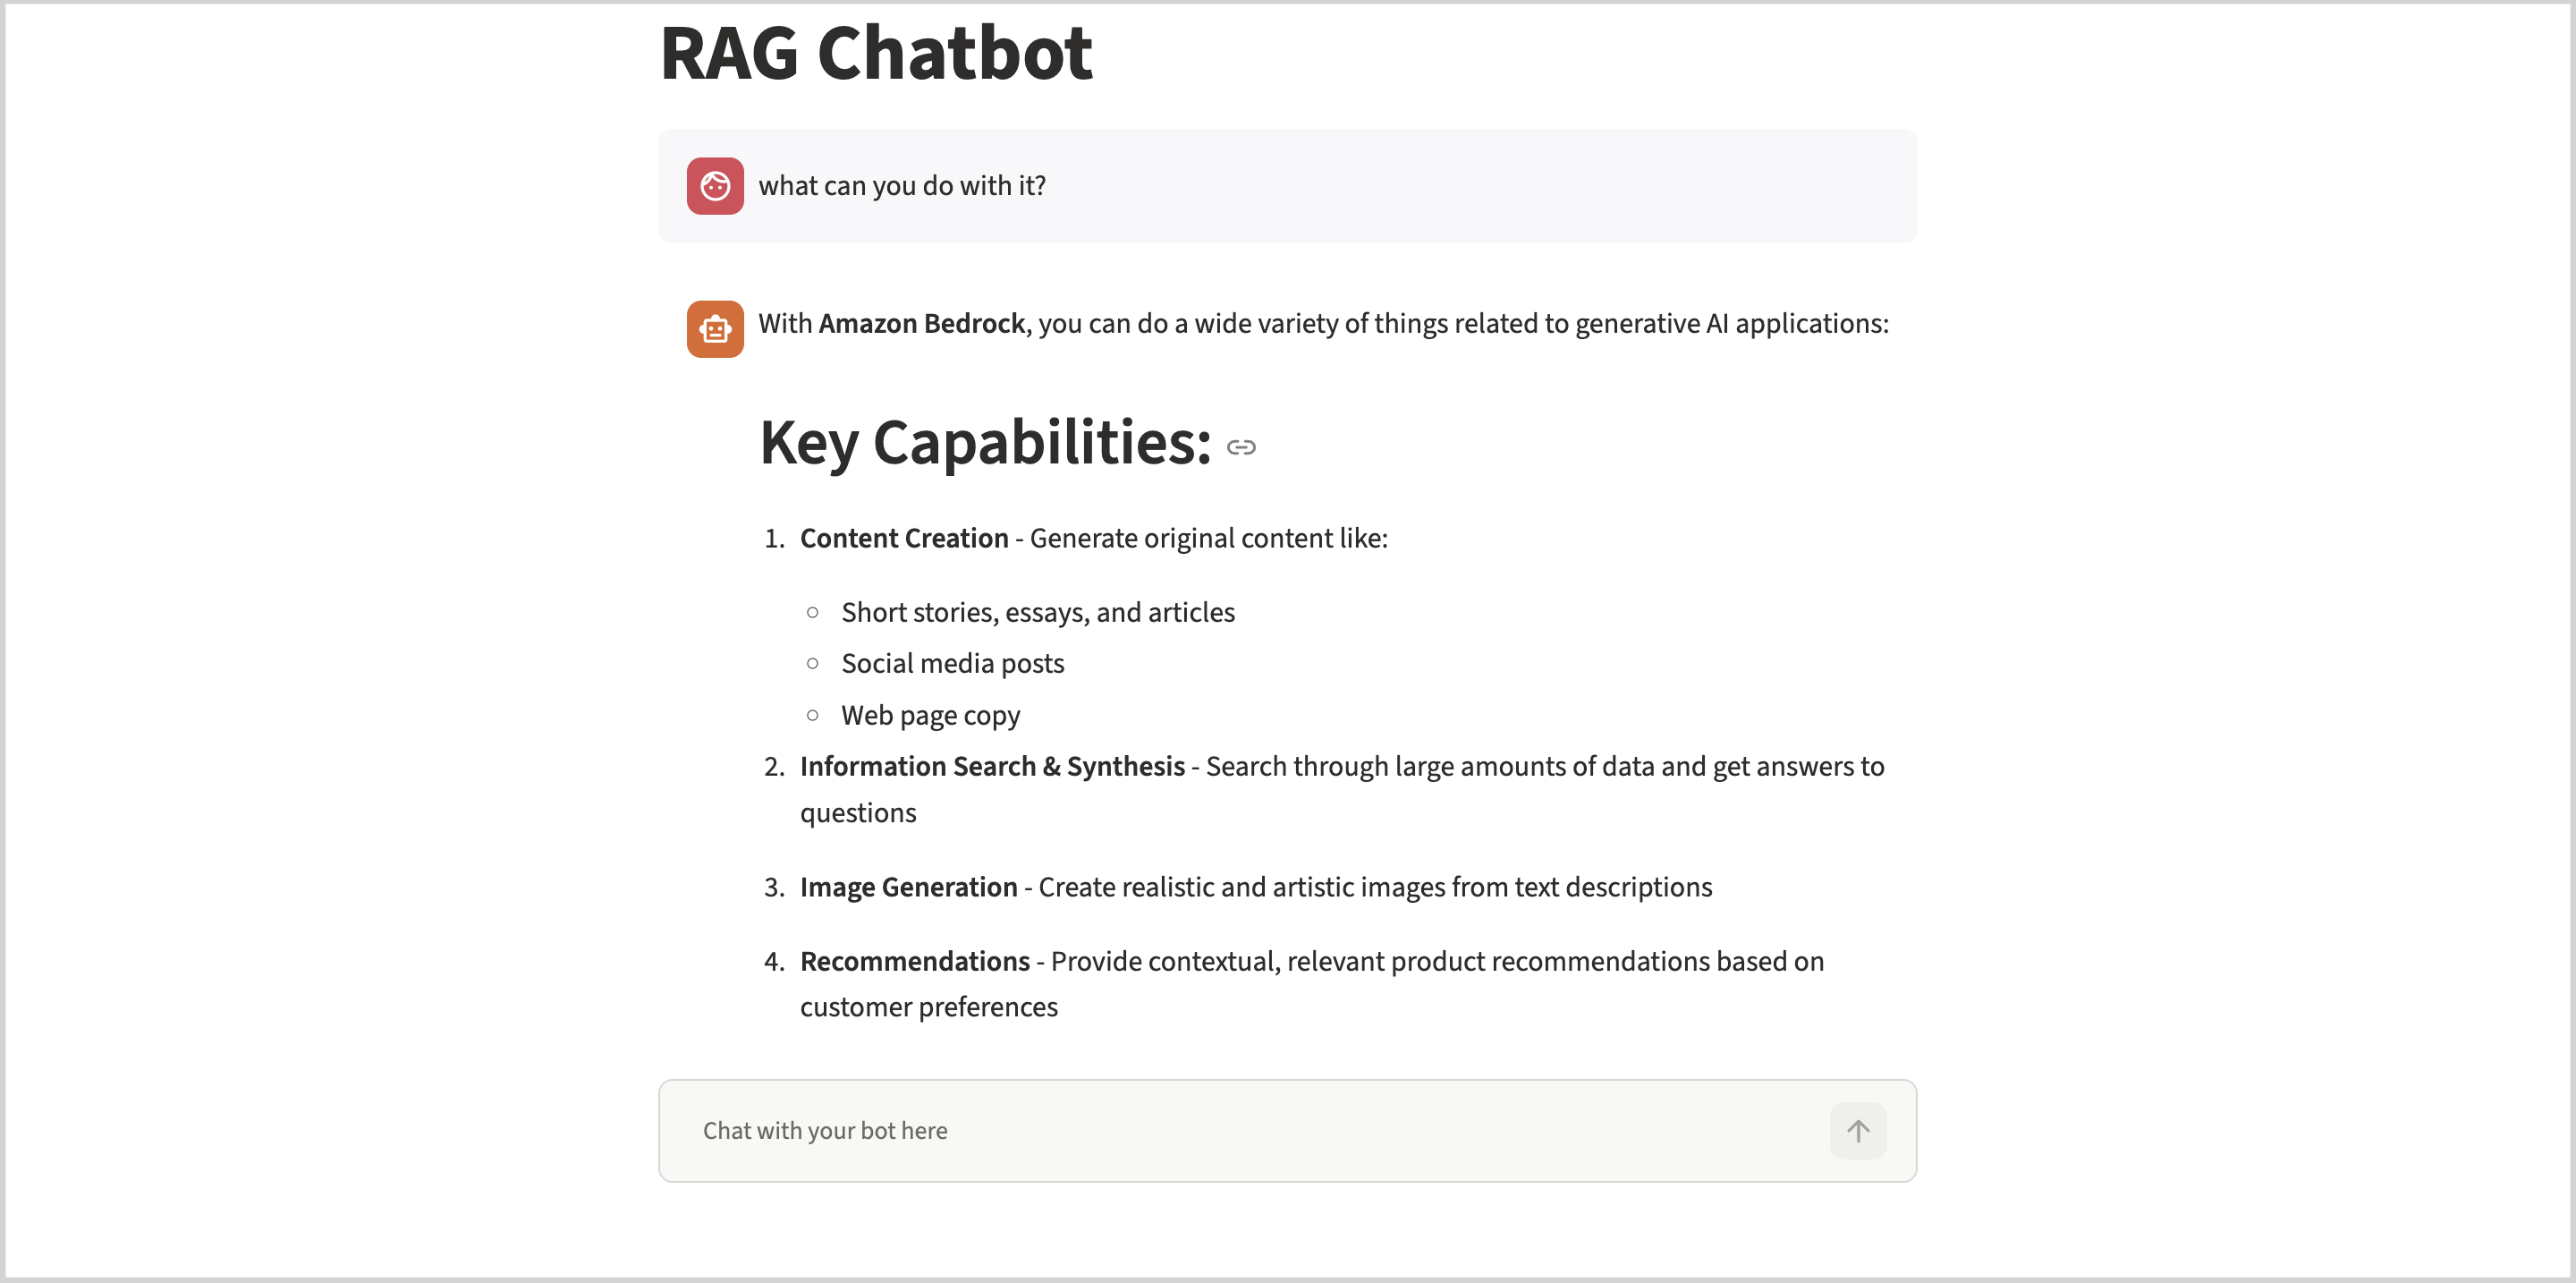 RAG Chatbot
what can you do with it?
With Amazon Bedrock, you can do a wide variety of things related to generative AI applications:
Key Capabilities:
1. Content Creation - Generate original content like:
Short stories, essays, and articles
Social media posts
Web page copy
2. Information Search & Synthesis - Search through large amounts of data and get answers to
questions
3. Image Generation - Create realistic and artistic images from text descriptions
4. Recommendations - Provide contextual, relevant product recommendations based on
customer preferences
Chat with your bot here